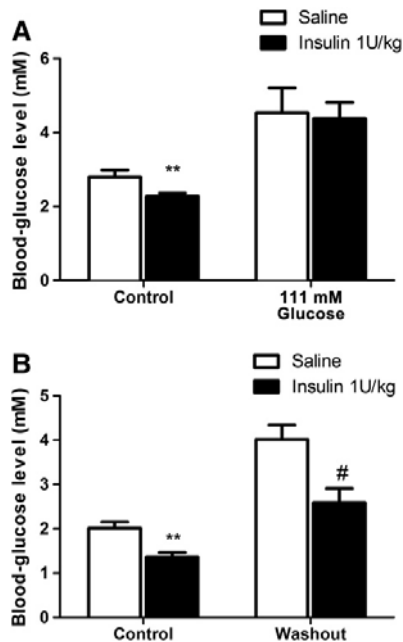 A
Saline
Insulin 1U/kg
Blood-glucose level (mM)
6
4
2
0
**
Control
111 mM
Glucose
B
Saline
Insulin 1U/kg
Blood-glucose level (mM)
5
4
3
2
1
0
**
#
Control
Washout